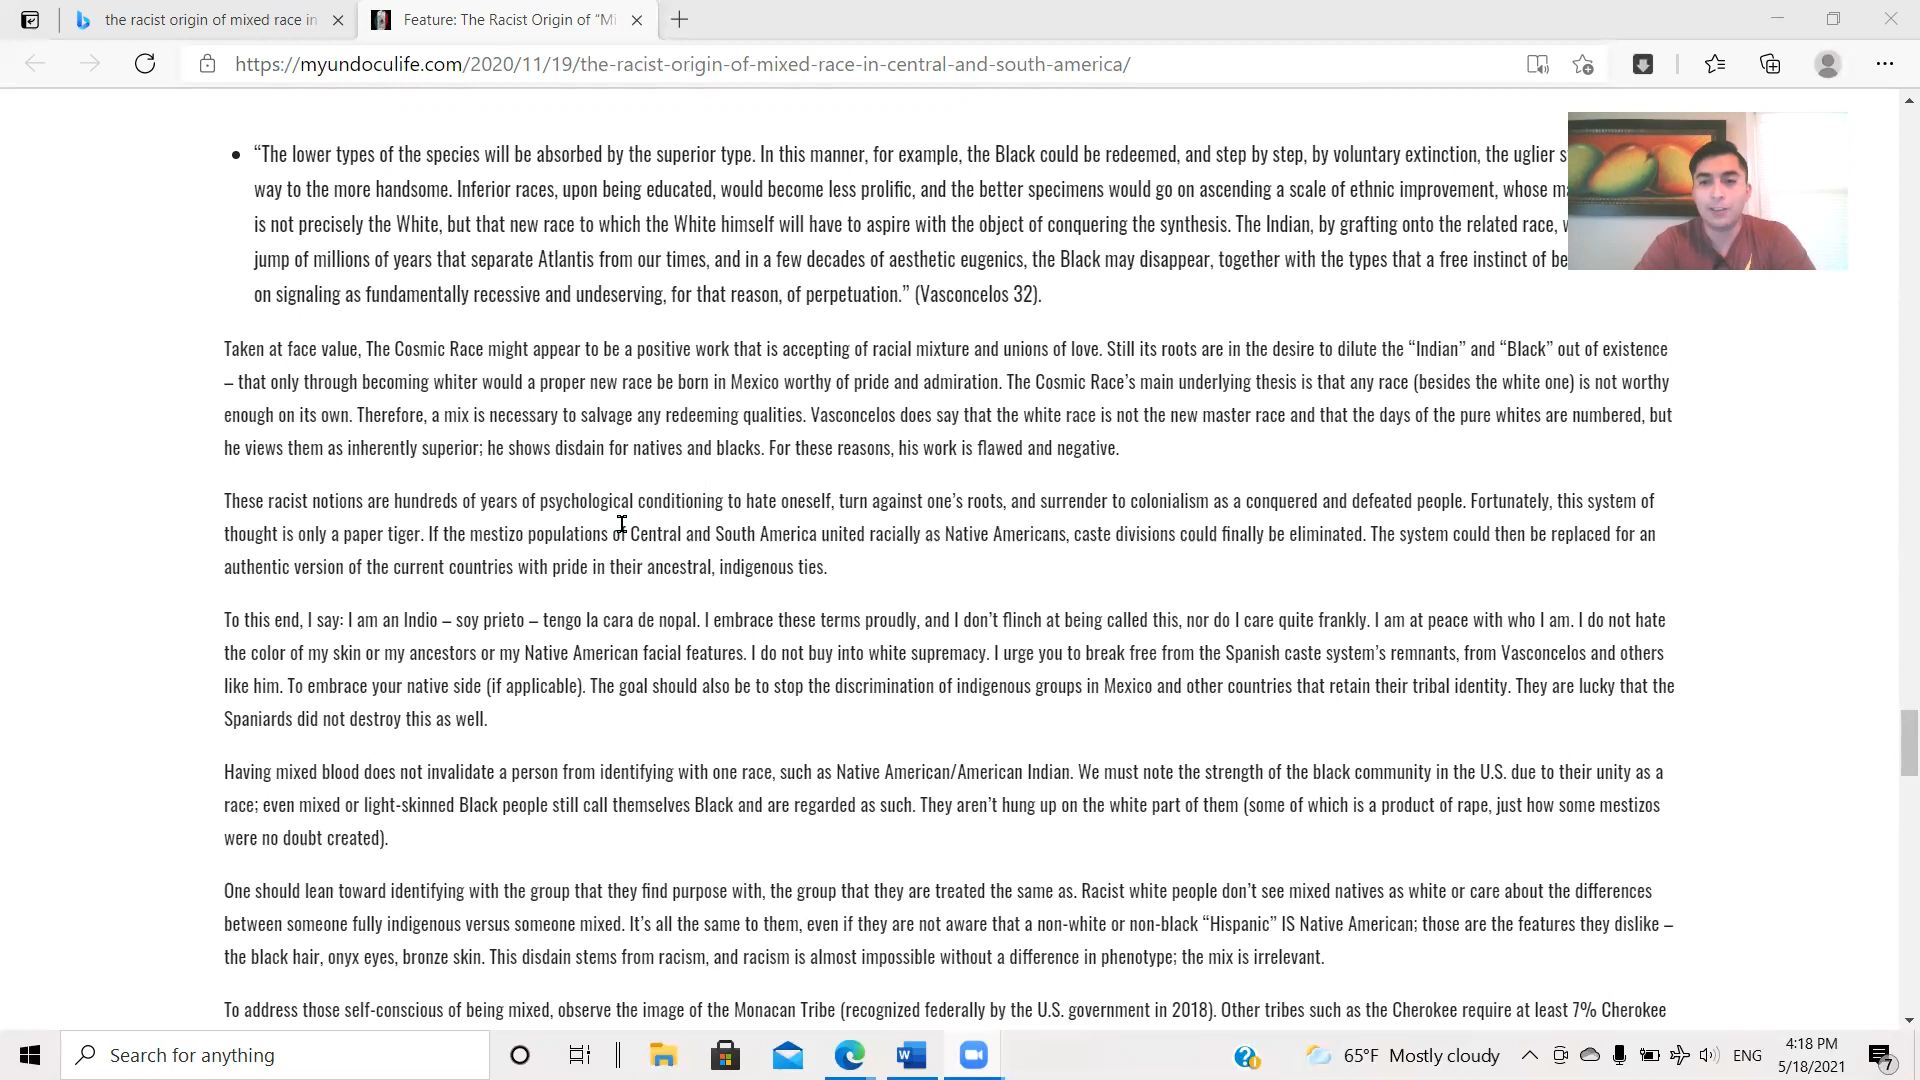 the racist origin of mixed race in
Feature: The Racist Origin of “Mi
https://myundoculife.com/2020/11/19/the-racist-origin-of-mixed-race-in-central-and-south-america/
• “The lower types of the species will be absorbed by the superior type. In this manner, for example, the Black could be redeemed, and step by step, by voluntary extinction, the uglier
way to the more handsome. Inferior races, upon being educated, would become less prolific, and the better specimens would go on ascending a scale of ethnic improvement, whose
is not precisely the White, but that new race to which the White himself will have to aspire with the object of conquering the synthesis. The Indian, by grafting onto the related race,
jump of millions of years that separate Atlantis from our times, and in a few decades of aesthetic eugenics, the Black may disappear, together with the types that a free instinct of
on signaling as fundamentally recessive and undeserving, for that reason, of perpetuation.” (Vasconcelos 32).
Taken at face value, The Cosmic Race might appear to be a positive work that is accepting of racial mixture and unions of love. Still its roots are in the desire to dilute the “Indian” and “Black” out of existence
– that only through becoming whiter would a proper new race be born in Mexico worthy of pride and admiration. The Cosmic Race’s main underlying thesis is that any race (besides the white one) is not worthy
enough on its own. Therefore, a mix is necessary to salvage any redeeming qualities. Vasconcelos does say that the white race is not the new master race and that the days of the pure whites are numbered, but
he views them as inherently superior; he shows disdain for natives and blacks. For these reasons, his work is flawed and negative.
These racist notions are hundreds of years of psychological conditioning to hate oneself, turn against one’s roots, and surrender to colonialism as a conquered and defeated people. Fortunately, this system of
thought is only a paper tiger. If the mestizo populations of Central and South America united racially as Native Americans, caste divisions could finally be eliminated. The system could then be replaced for an
authentic version of the current countries with pride in their ancestral, indigenous ties.
To this end, I say: I am an Indio – soy prieto – tengo la cara de nopal. I embrace these terms proudly, and I don’t flinch at being called this, nor do I care quite frankly. I am at peace with who I am. I do not hate
the color of my skin or my ancestors or my Native American facial features. I do not buy into white supremacy. I urge you to break free from the Spanish caste system’s remnants, from Vasconcelos and others
like him. To embrace your native side (if applicable). The goal should also be to stop the discrimination of indigenous groups in Mexico and other countries that retain their tribal identity. They are lucky that the
Spaniards did not destroy this as well.
Having mixed blood does not invalidate a person from identifying with one race, such as Native American/American Indian. We must note the strength of the black community in the U.S. due to their unity as a
race; even mixed or light-skinned Black people still call themselves Black and are regarded as such. They aren’t hung up on the white part of them (some of which is a product of rape, just how some mestizos
were no doubt created).
One should lean toward identifying with the group that they find purpose with, the group that they are treated the same as. Racist white people don’t see mixed natives as white or care about the differences
between someone fully indigenous versus someone mixed. It’s all the same to them, even if they are not aware that a non-white or non-black “Hispanic” IS Native American; those are the features they dislike –
the black hair, onyx eyes, bronze skin. This disdain stems from racism, and racism is almost impossible without a difference in phenotype; the mix is irrelevant.
To address those self-conscious of being mixed, observe the image of the Monacan Tribe (recognized federally by the U.S. government in 2018). Other tribes such as the Cherokee require at least 7% Cherokee
Search for anything
65°F Mostly cloudy
ENG
4:18 PM
5/18/2021
7